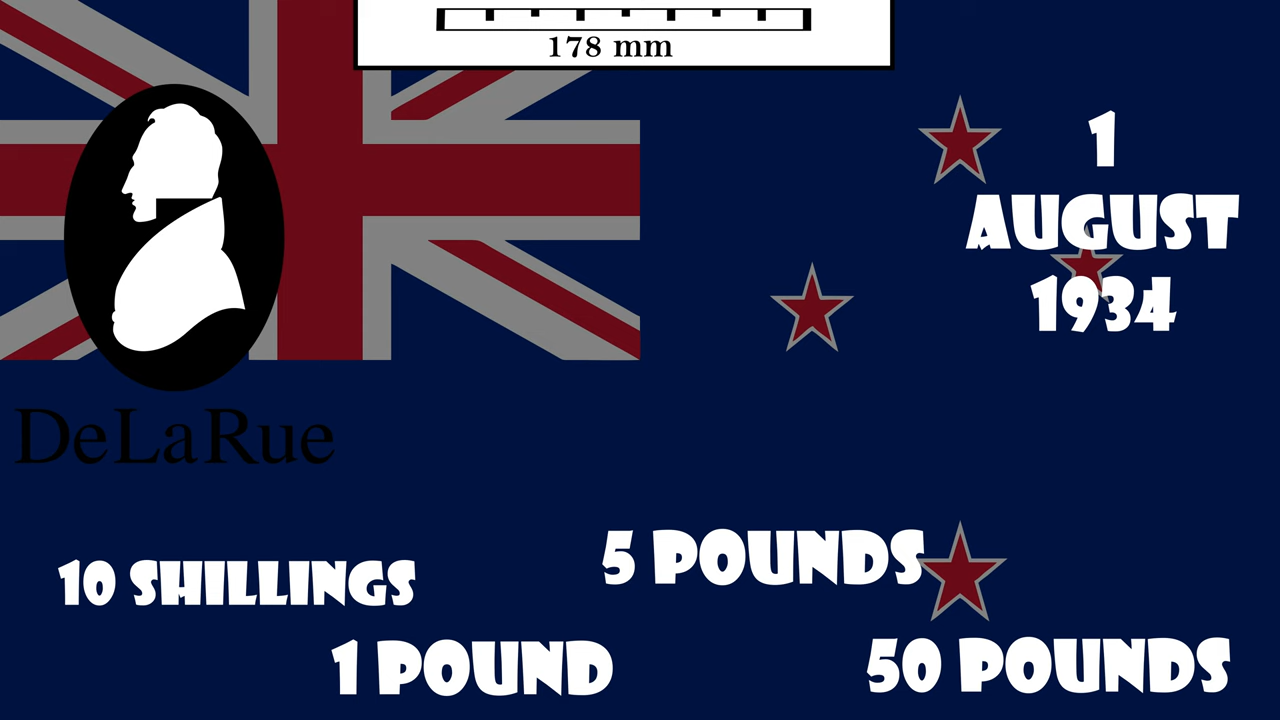 178 mm
1
AUGUST
1934
DeLaRue
5 POUNDS
10 SHILLINGS
1 POUND
50 POUNDS